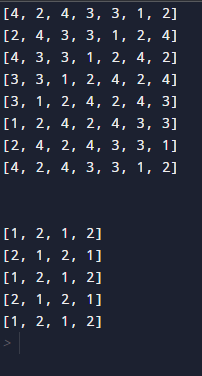 [4, 2, 4, 3, 3, 1, 2]
[2, 4, 3, 3, 1, 2, 4]
[4, 3, 3, 1, 2, 4, 2]
[3, 3, 1, 2, 4, 2, 4]
[3, 1, 2, 4, 2, 4, 3]
[1, 2, 4, 2, 4, 3, 3]
[2, 4, 2, 4, 3, 3, 1]
[4, 2, 4, 3, 3, 1, 2]
[1, 2, 1, 2]
[2, 1, 2, 1]
[1, 2, 1, 2]
[2, 1, 2, 1]
[1, 2, 1, 2]
>